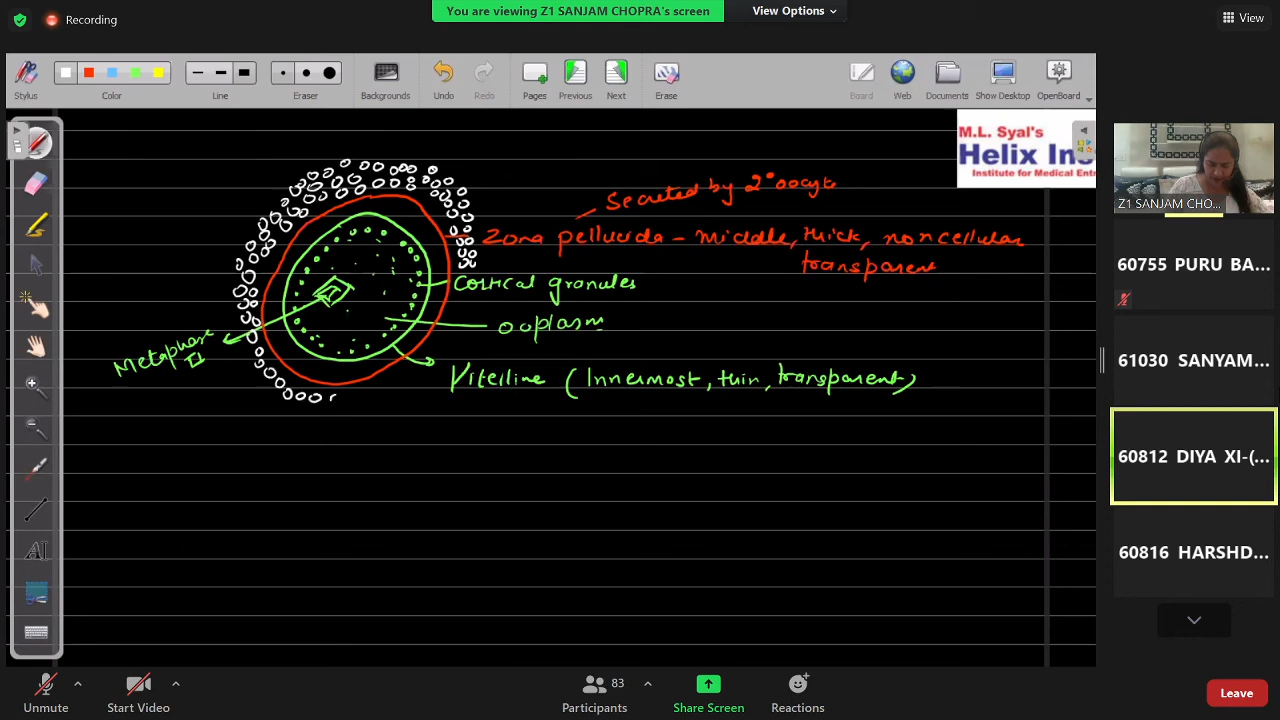 Recording
You are viewing Z1 SANJAM CHOPRA's screen
View Options
View
Stylus
Color
Line
Eraser
Backgrounds
Undo
Redo
Pages
Previous
Next
Erase
Board
Web
Documents
Show Desktop
OpenBoard
M.L. Syal's
Helix Ins
Institute for Medical Entr
Secreted by 2° oocyte
Zona pellucida – middle, thick, noncellular
transparent
Cortical granules
ooplasm
Metaphase
II
Viteline (Innermost, thin, transparent)
Z1 SANJAM CHO...
60755 PURU BA...
61030 SANYAM...
60812 DIYA XI-(...
60816 HARSHD...
Unmute
Start Video
83
Participants
Share Screen
Reactions
Leave